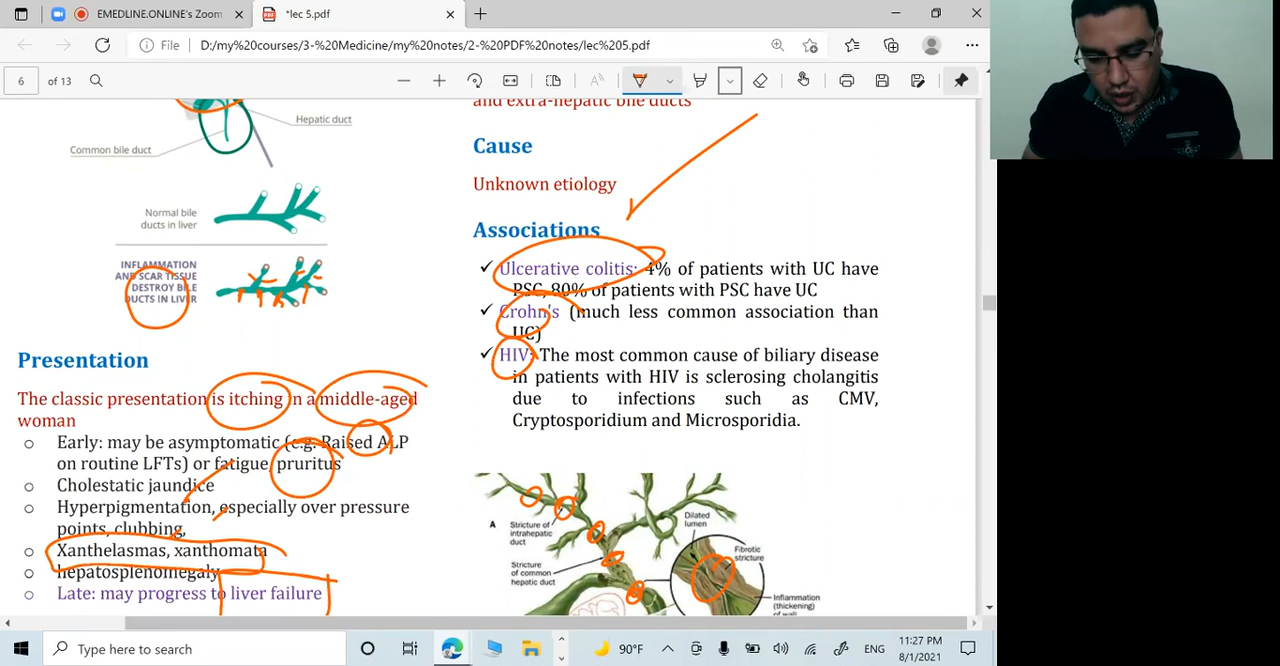 EMEDLINE.ONLINE's Zoom
*lec 5.pdf
File
D:/my%20courses/3-%20Medicine/my%20notes/2-%20PDF%20notes/lec%205.pdf
6
of 13
Hepatic duct
Common bile duct
Normal bile
ducts in liver
INFLAMMATION
AND SCAR TISSUE
DESTROY BILE
DUCTS IN LIVER
Presentation
The classic presentation is itching in a middle-aged
woman
o Early: may be asymptomatic (e.g. Raised ALP
on routine LFTs) or fatigue, pruritus
o Cholestatic jaundice
o Hyperpigmentation, especially over pressure
points, clubbing,
o Xanthelasmas, xanthomata
o hepatosplenomegaly
o Late: may progress to liver failure
and extra-hepatic bile ducts
Cause
Unknown etiology
Associations
✓ Ulcerative colitis: 4% of patients with UC have
PSC, 80% of patients with PSC have UC
✓ Crohn's (much less common association than
UC)
✓ HIV: The most common cause of biliary disease
in patients with HIV is sclerosing cholangitis
due to infections such as CMV,
Cryptosporidium and Microsporidia.
A
Stricture of
intrahepatic
duct
Stricture of
common
hepatic duct
Dilated
lumen
Fibrotic
stricture
Inflammation
(thickening)
of wall
Type here to search
90°F
ENG
11:27 PM
8/1/2021